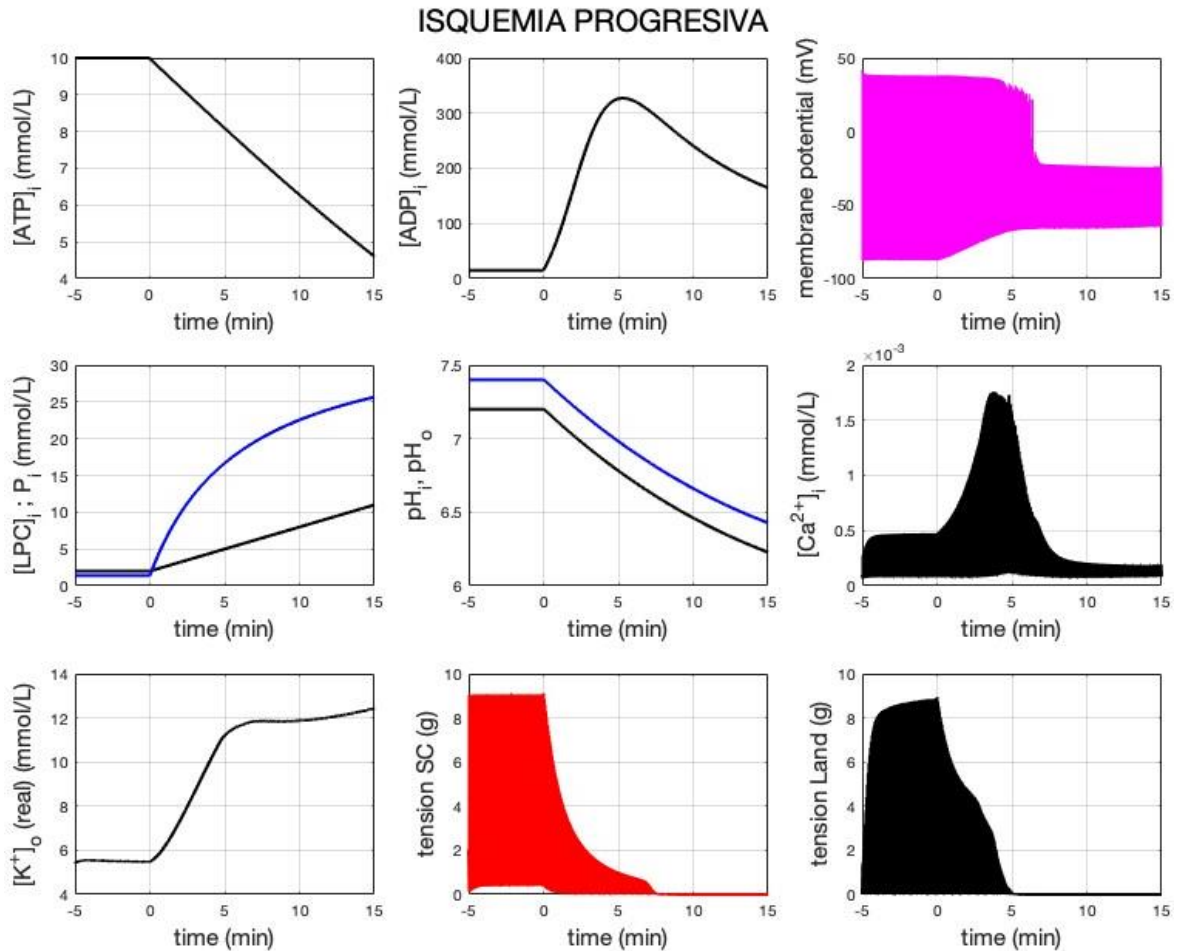 ISQUEMIA PROGRESIVA
[ATP]i (mmol/L)
10
9
8
7
6
5
4
-5 0 5 10 15
time (min)
[ADP]i (mmol/L)
400
300
200
100
0
-5 0 5 10 15
time (min)
membrane potential (mV)
50
0
-50
-100
-5 0 5 10 15
time (min)
[LPC]i ; Pi (mmol/L)
30
25
20
15
10
5
0
-5 0 5 10 15
time (min)
pHi, pHo
7.5
7
6.5
6
-5 0 5 10 15
time (min)
[Ca2+]i (mmol/L)
×10-3
2
1.5
1
0.5
0
-5 0 5 10 15
time (min)
[K+]o (real) (mmol/L)
14
12
10
8
6
4
-5 0 5 10 15
time (min)
tension SC (g)
10
8
6
4
2
0
-5 0 5 10 15
time (min)
tension Land (g)
10
8
6
4
2
0
-5 0 5 10 15
time (min)